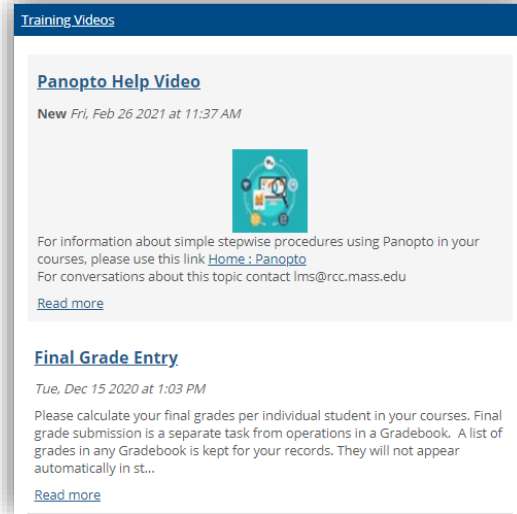 Training Videos
Panopto Help Video
New Fri, Feb 26 2021 at 11:37 AM
For information about simple stepwise procedures using Panopto in your
courses, please use this link Home : Panopto
For conversations about this topic contact lms@rcc.mass.edu
Read more
Final Grade Entry
Tue, Dec 15 2020 at 1:03 PM
Please calculate your final grades per individual student in your courses. Final
grade submission is a separate task from operations in a Gradebook.  A list of
grades in any Gradebook is kept for your records. They will not appear
automatically in st...
Read more